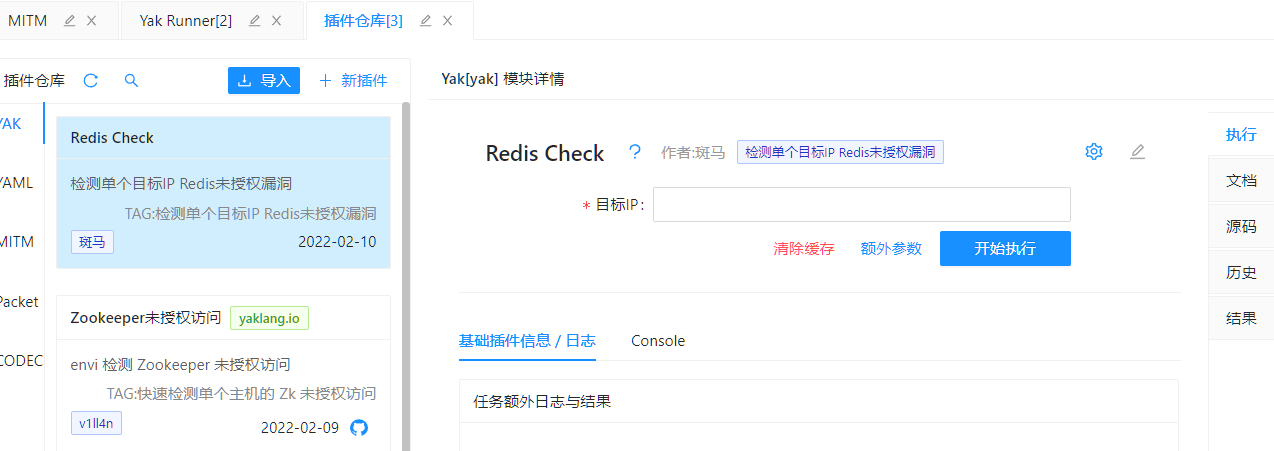 MITM
Yak Runner[2]
插件仓库[3]
插件仓库
导入
新插件
YAK
YAML
MITM
Packet
CODEC
Redis Check
检测单个目标IP Redis未授权漏洞
TAG:检测单个目标IP Redis未授权漏洞
斑马
2022-02-10
Zookeeper未授权访问
yaklang.io
envi 检测 Zookeeper 未授权访问
TAG:快速检测单个主机的 Zk 未授权访问
v1ll4n
2022-02-09
Yak[yak] 模块详情
Redis Check
?
作者:斑马
检测单个目标IP Redis未授权漏洞
* 目标IP:
清除缓存
额外参数
开始执行
基础插件信息 / 日志
Console
任务额外日志与结果
执行
文档
源码
历史
结果